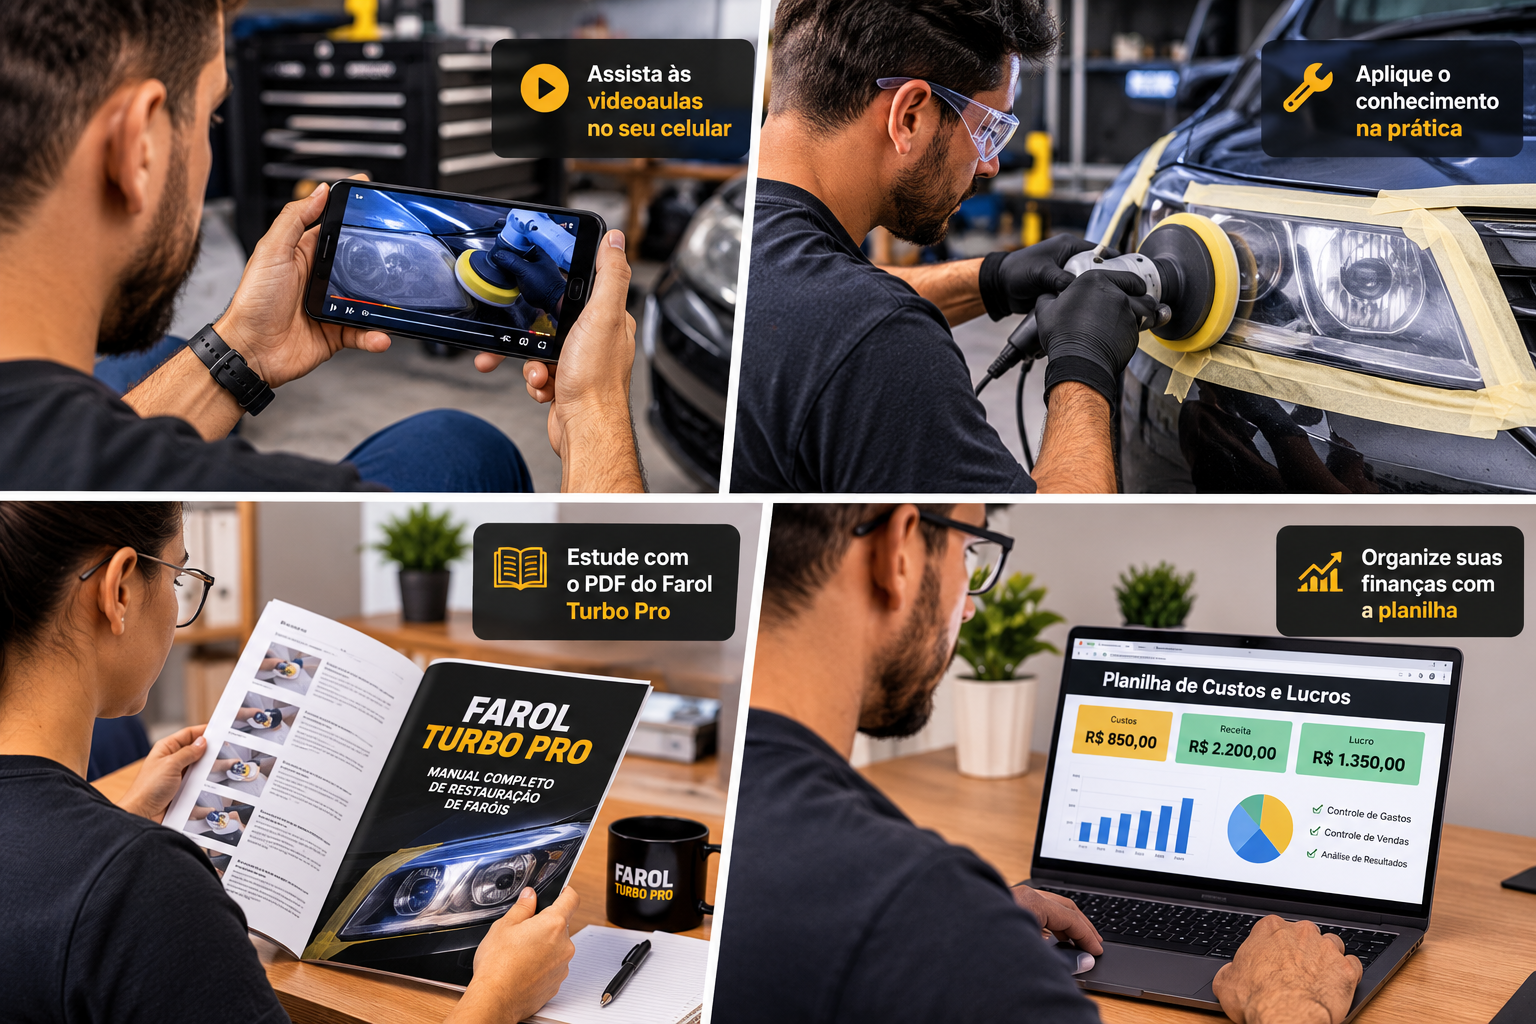 Assista às
videoaulas
no seu celular
Aplique o
conhecimento
na prática
Estude com
o PDF do Farol
Turbo Pro
FAROL
TURBO PRO
MANUAL COMPLETO
DE RESTAURAÇÃO
DE FARÓIS
FAROL
TURBO PRO
Organize suas
finanças com
a planilha
Planilha de Custos e Lucros
Custos
R$ 850,00
Receita
R$ 2.200,00
Lucro
R$ 1.350,00
Controle de Gastos
Controle de Vendas
Análise de Resultados